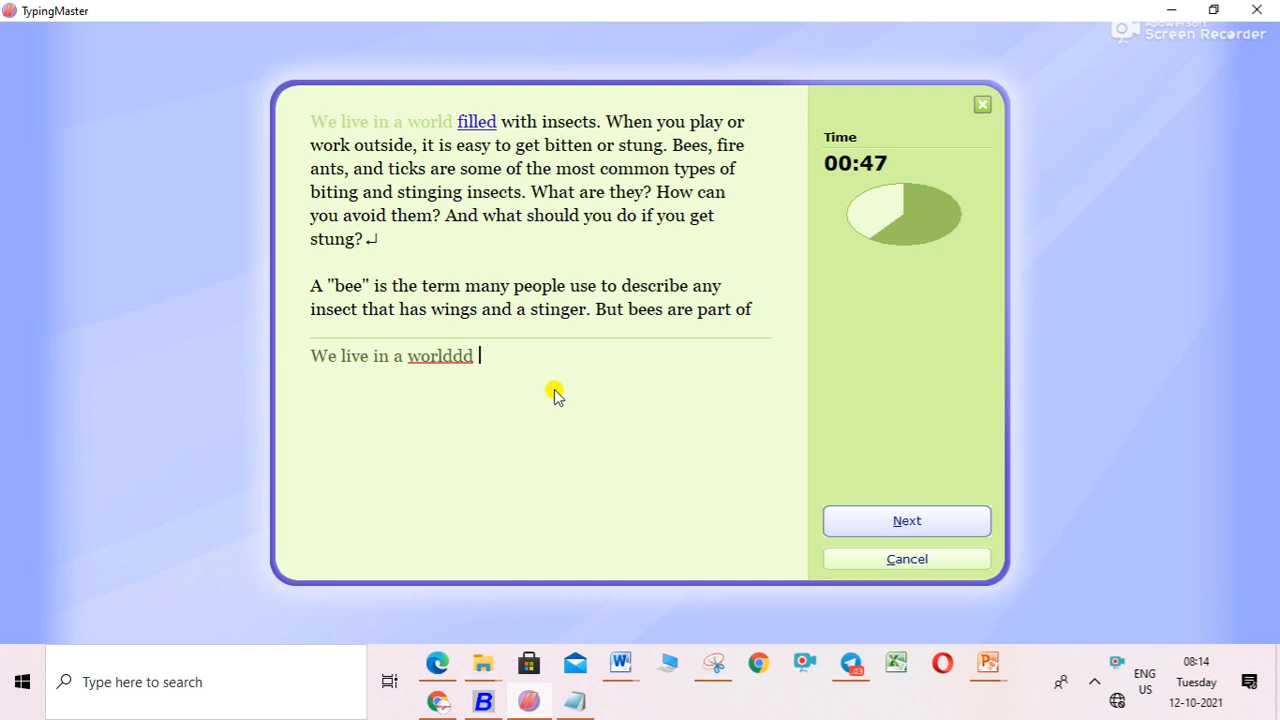 TypingMaster
Apowersoft
Screen Recorder
We live in a world filled with insects. When you play or
work outside, it is easy to get bitten or stung. Bees, fire
ants, and ticks are some of the most common types of
biting and stinging insects. What are they? How can
you avoid them? And what should you do if you get
stung?↵
A "bee" is the term many people use to describe any
insect that has wings and a stinger. But bees are part of
We live in a worlddd
Time
00:47
Next
Cancel
Type here to search
03
ENG
US
08:14
Tuesday
12-10-2021